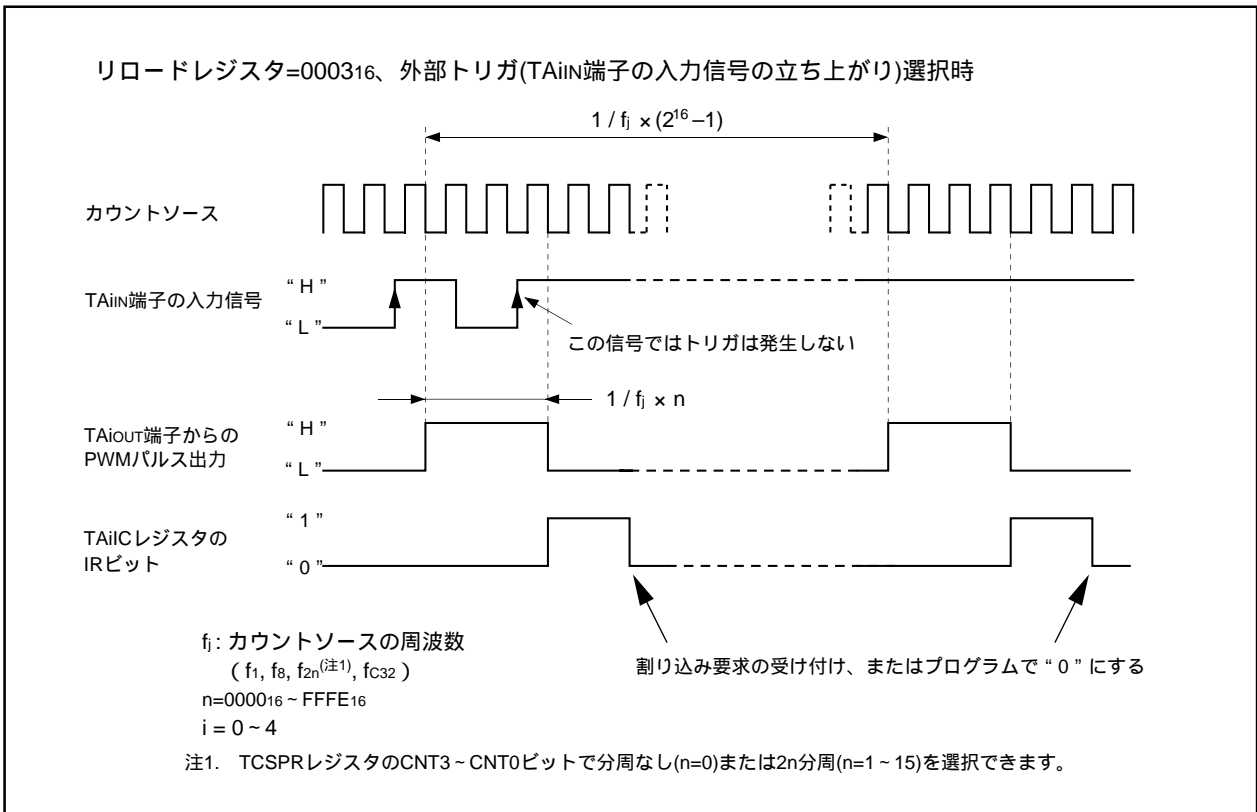 リロードレジスタ=000316、外部トリガ(TAiIN端子の入力信号の立ち上がり)選択時
1 / fj × (2^16 –1)
カウントソース
TAiIN端子の入力信号
“ H ”
“ L ”
この信号ではトリガは発生しない
1 / fj × n
TAiOUT端子からの
PWMパルス出力
“ H ”
“ L ”
TAiICレジスタの
IRビット
“ 1 ”
“ 0 ”
fj : カウントソースの周波数
( f1, f8, f2n(注1), fC32 )
n=000016 ~ FFFE16
i = 0 ~ 4
割り込み要求の受け付け、またはプログラムで “ 0 ” にする
注1. TCSPRレジスタのCNT3 ~ CNT0ビットで分周なし(n=0)または2n分周(n=1 ~ 15)を選択できます。